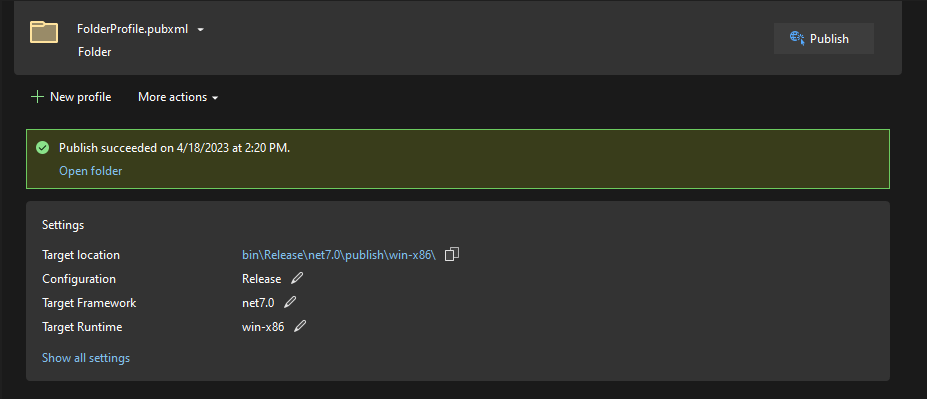 FolderProfile.pubxml
Folder
Publish
New profile
More actions
Publish succeeded on 4/18/2023 at 2:20 PM.
Open folder
Settings
Target location bin\Release\net7.0\publish\win-x86\
Configuration Release
Target Framework net7.0
Target Runtime win-x86
Show all settings